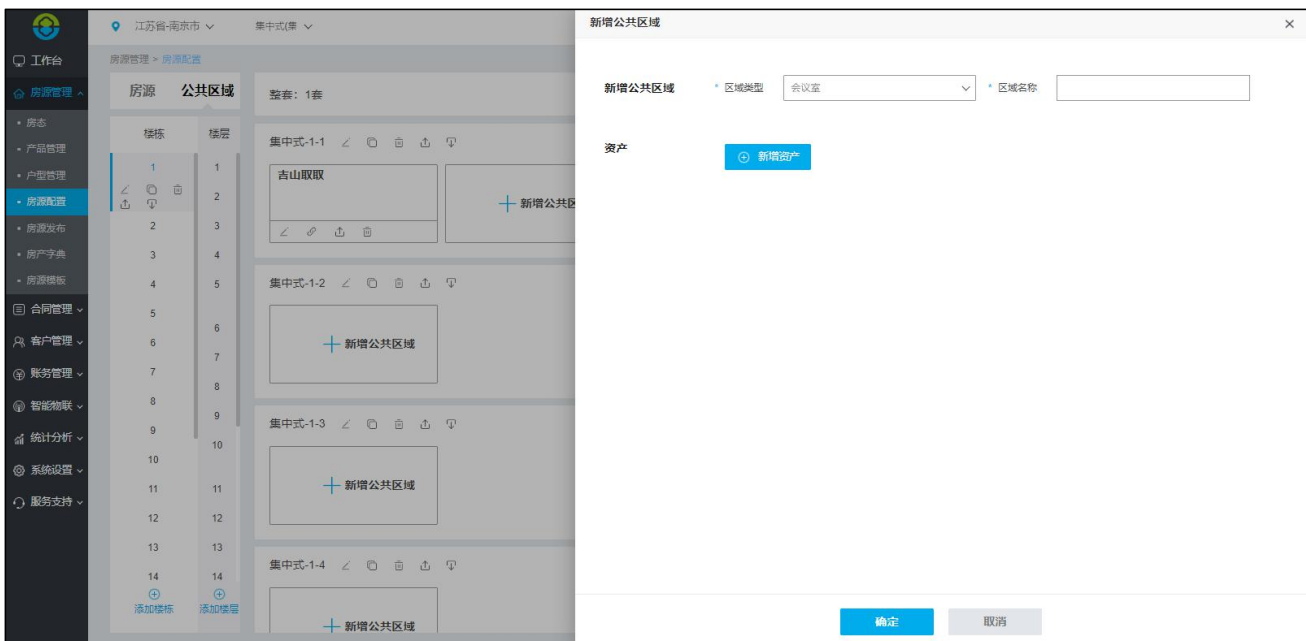 江苏省-南京市
集中式(集
新增公共区域
工作台
房源管理
房源管理 > 房源配置
房态
产品管理
户型管理
房源配置
房源发布
房产字典
房源模板
合同管理
客户管理
账务管理
智能物联
统计分析
系统设置
服务支持
房源 公共区域
楼栋
1
2
3
4
5
6
7
8
9
10
11
12
13
14
添加楼栋
楼层
1
2
3
4
5
6
7
8
9
10
11
12
13
14
添加楼层
整套: 1套
集中式-1-1
吉山取取
新增公共区
集中式-1-2
新增公共区域
集中式-1-3
新增公共区域
集中式-1-4
新增公共区域
新增公共区域 * 区域类型 会议室 * 区域名称
资产 新增资产
确定 取消